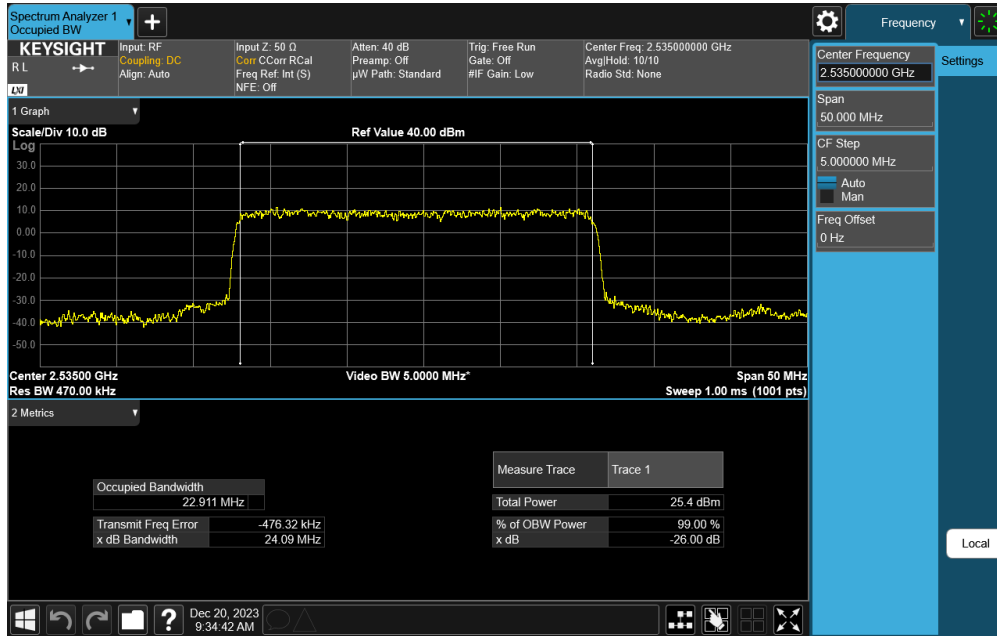 Spectrum Analyzer 1
Occupied BW
+
Frequency
KEYSIGHT
RL
LXI
Input: RF
Coupling: DC
Align: Auto
Input Z: 50 Ω
Corr CCorr RCal
Freq Ref: Int (S)
NFE: Off
Atten: 40 dB
Preamp: Off
µW Path: Standard
Trig: Free Run
Gate: Off
#IF Gain: Low
Center Freq: 2.535000000 GHz
Avg|Hold: 10/10
Radio Std: None
Center Frequency
2.535000000 GHz
Settings
Span
50.000 MHz
CF Step
5.000000 MHz
Auto
Man
Freq Offset
0 Hz
Local
1 Graph
Scale/Div 10.0 dB
Ref Value 40.00 dBm
Log
30.0
20.0
10.0
0.00
-10.0
-20.0
-30.0
-40.0
-50.0
Center 2.53500 GHz
Video BW 5.0000 MHz*
Span 50 MHz
Res BW 470.00 kHz
Sweep 1.00 ms (1001 pts)
2 Metrics
Occupied Bandwidth
22.911 MHz
Transmit Freq Error -476.32 kHz
x dB Bandwidth 24.09 MHz
Measure Trace Trace 1
Total Power 25.4 dBm
% of OBW Power 99.00 %
x dB -26.00 dB
?
Dec 20, 2023
9:34:42 AM